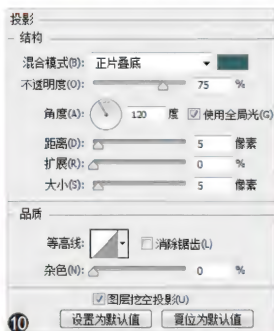 投影
结构
混合模式(B): 正片叠底
不透明度(O): 75 %
角度(A): 120 度 使用全局光(G)
距离(D): 5 像素
扩展(R): 0 %
大小(S): 5 像素
品质
等高线: 消除锯齿(L)
杂色(N): 0 %
图层挖空投影(U)
10 设置为默认值 复位为默认值